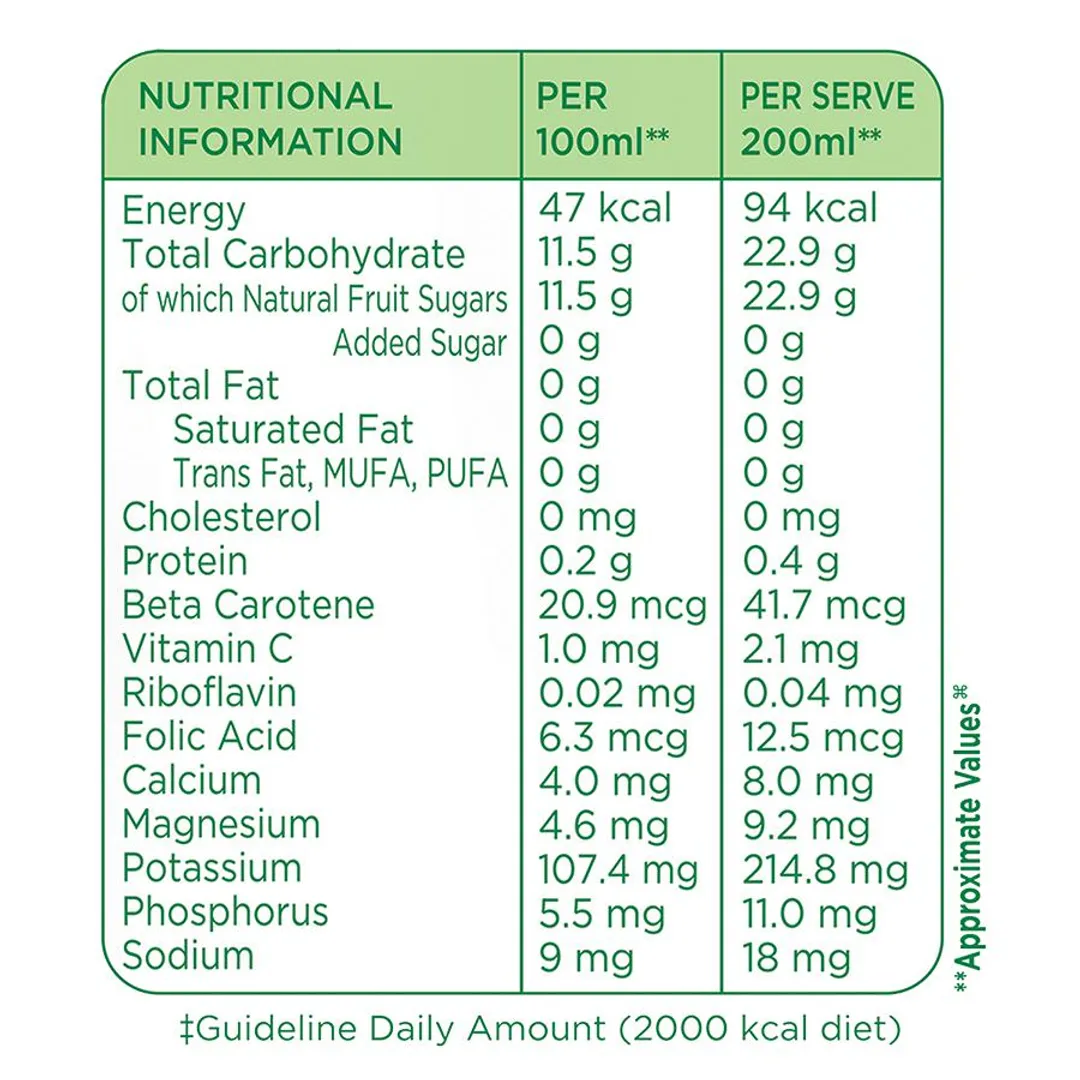 NUTRITIONAL INFORMATION PER 100ml** PER SERVE 200ml**
Energy 47 kcal 94 kcal
Total Carbohydrate 11.5 g 22.9 g
of which Natural Fruit Sugars 11.5 g 22.9 g
Added Sugar 0 g 0 g
Total Fat 0 g 0 g
Saturated Fat 0 g 0 g
Trans Fat, MUFA, PUFA 0 g 0 g
Cholesterol 0 mg 0 mg
Protein 0.2 g 0.4 g
Beta Carotene 20.9 mcg 41.7 mcg
Vitamin C 1.0 mg 2.1 mg
Riboflavin 0.02 mg 0.04 mg
Folic Acid 6.3 mcg 12.5 mcg
Calcium 4.0 mg 8.0 mg
Magnesium 4.6 mg 9.2 mg
Potassium 107.4 mg 214.8 mg
Phosphorus 5.5 mg 11.0 mg
Sodium 9 mg 18 mg
**Approximate Values⌘
‡Guideline Daily Amount (2000 kcal diet)